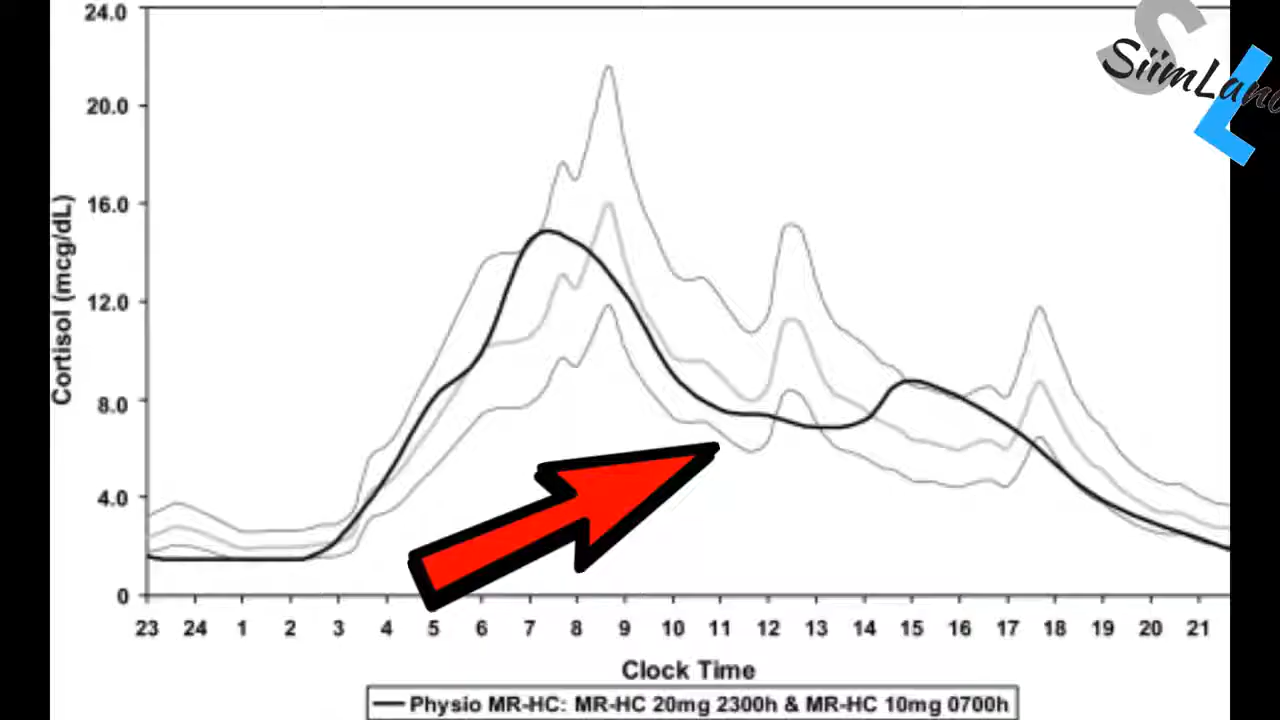 24.0
20.0
16.0
12.0
8.0
4.0
0
Cortisol (mcg/dL)
23 24 1 2 3 4 5 6 7 8 9 10 11 12 13 14 15 16 17 18 19 20 21
Clock Time
Physio MR-HC: MR-HC 20mg 2300h & MR-HC 10mg 0700h
S
L
SiimLand